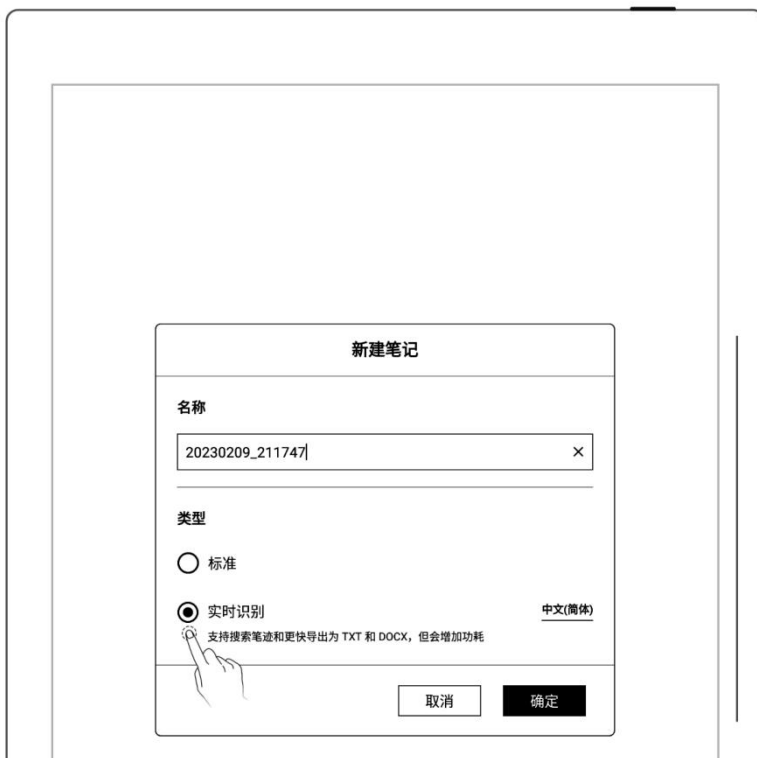 新建笔记
名称
20230209_211747
类型
标准
实时识别 中文(简体)
支持搜索笔迹和更快导出为 TXT 和 DOCX，但会增加功耗
取消 确定